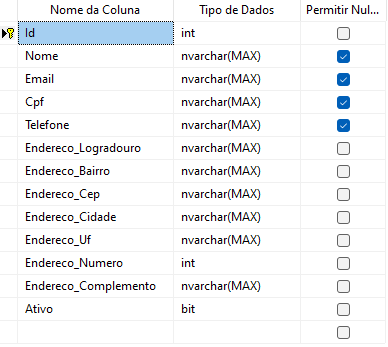 Nome da Coluna Tipo de Dados Permitir Nul...
Id int
Nome nvarchar(MAX)
Email nvarchar(MAX)
Cpf nvarchar(MAX)
Telefone nvarchar(MAX)
Endereco_Logradouro nvarchar(MAX)
Endereco_Bairro nvarchar(MAX)
Endereco_Cep nvarchar(MAX)
Endereco_Cidade nvarchar(MAX)
Endereco_Uf nvarchar(MAX)
Endereco_Numero int
Endereco_Complemento nvarchar(MAX)
Ativo bit